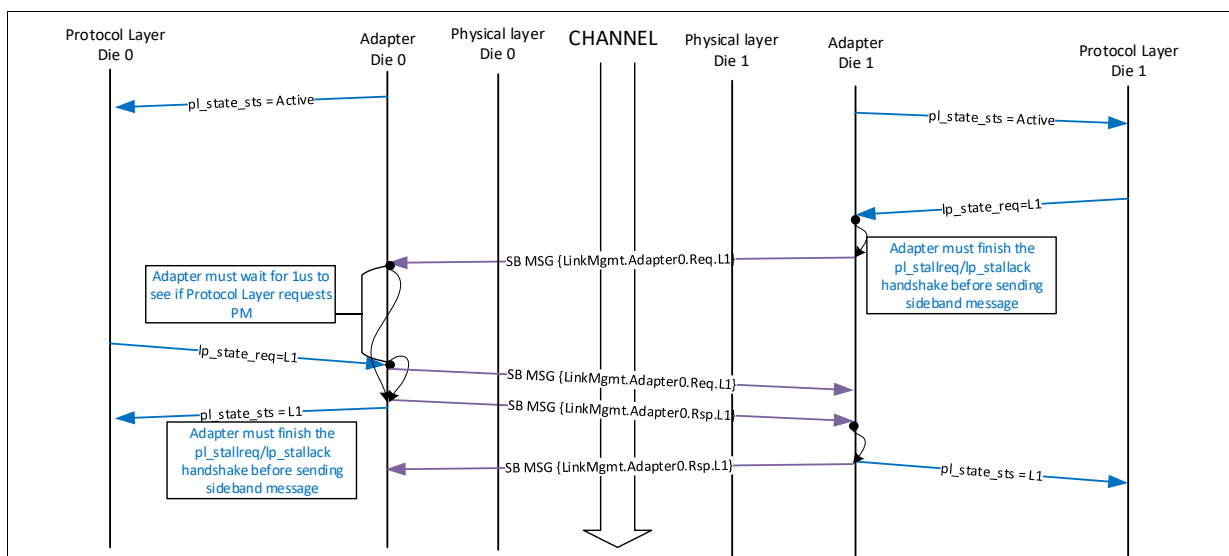 Protocol Layer
Die 0
Adapter
Die 0
Physical layer
Die 0
CHANNEL
Physical layer
Die 1
Adapter
Die 1
Protocol Layer
Die 1
pl_state_sts = Active
pl_state_sts = Active
lp_state_req=L1
Adapter must finish the
pl_stallreq/lp_stallack
handshake before sending
sideband message
SB MSG {LinkMgmt.Adapter0.Req.L1}
Adapter must wait for 1us to
see if Protocol Layer requests
PM
lp_state_req=L1
SB MSG {LinkMgmt.Adapter0.Req.L1}
SB MSG {LinkMgmt.Adapter0.Rsp.L1}
pl_state_sts = L1
Adapter must finish the
pl_stallreq/lp_stallack
handshake before sending
sideband message
SB MSG {LinkMgmt.Adapter0.Rsp.L1}
pl_state_sts = L1